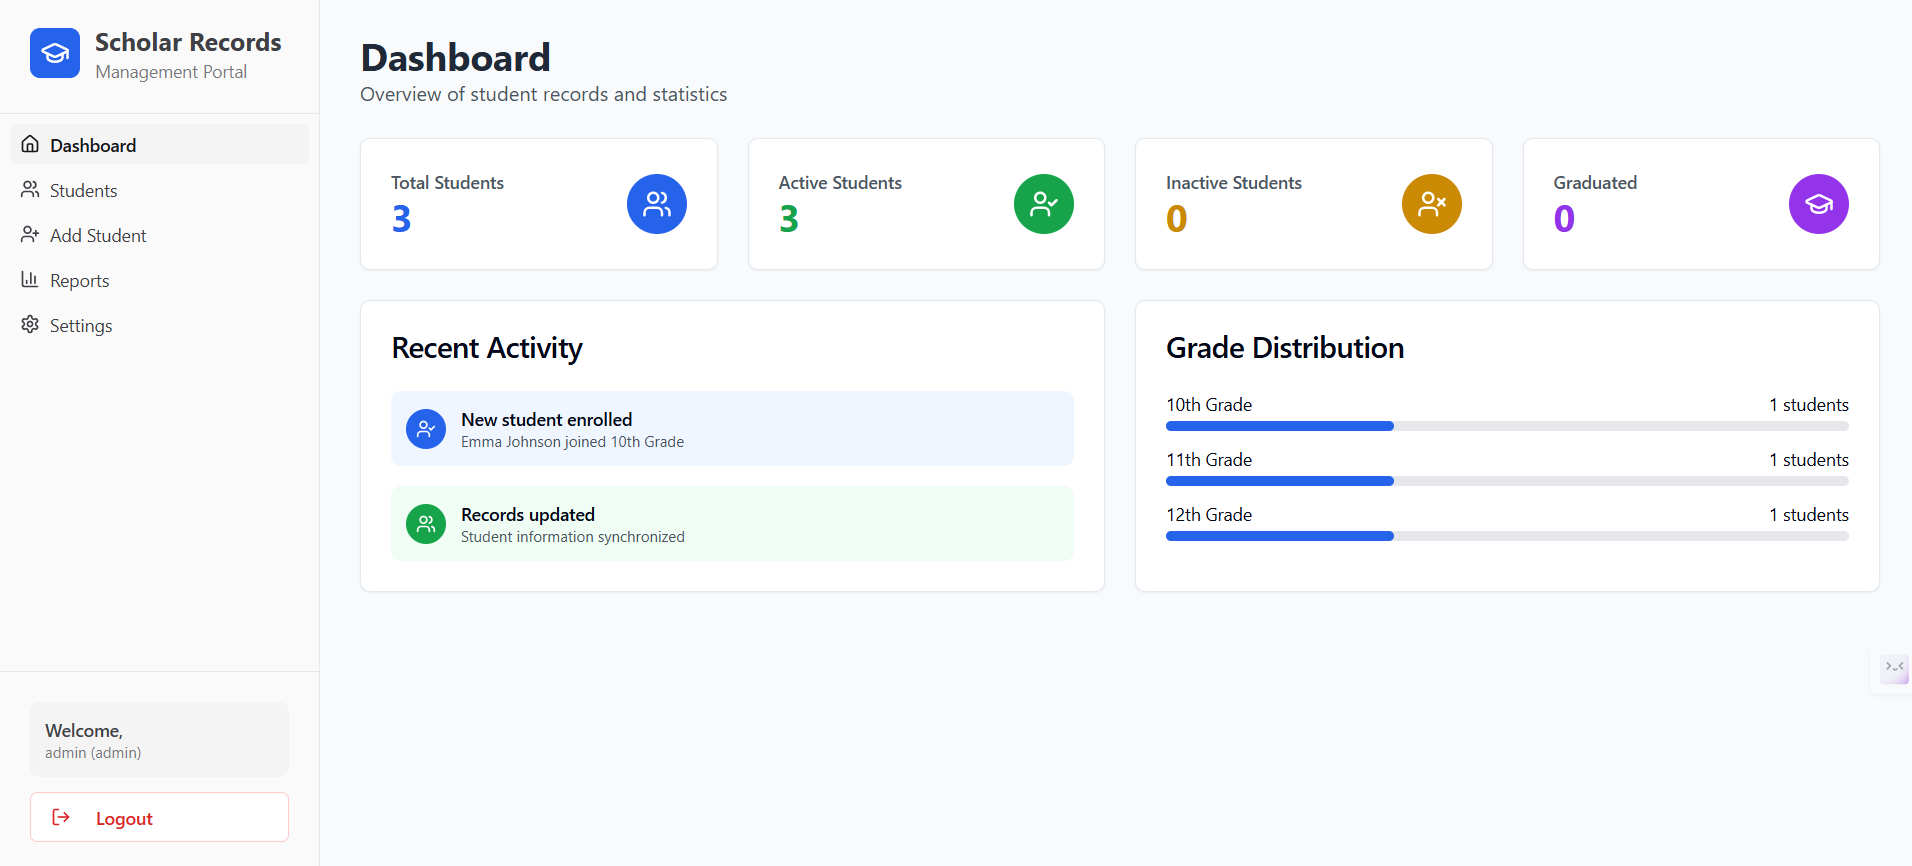 Scholar Records
Management Portal
Dashboard
Students
Add Student
Reports
Settings
Welcome,
admin (admin)
Logout
Dashboard
Overview of student records and statistics
Total Students
3
Active Students
3
Inactive Students
0
Graduated
0
Recent Activity
New student enrolled
Emma Johnson joined 10th Grade
Records updated
Student information synchronized
Grade Distribution
10th Grade 1 students
11th Grade 1 students
12th Grade 1 students